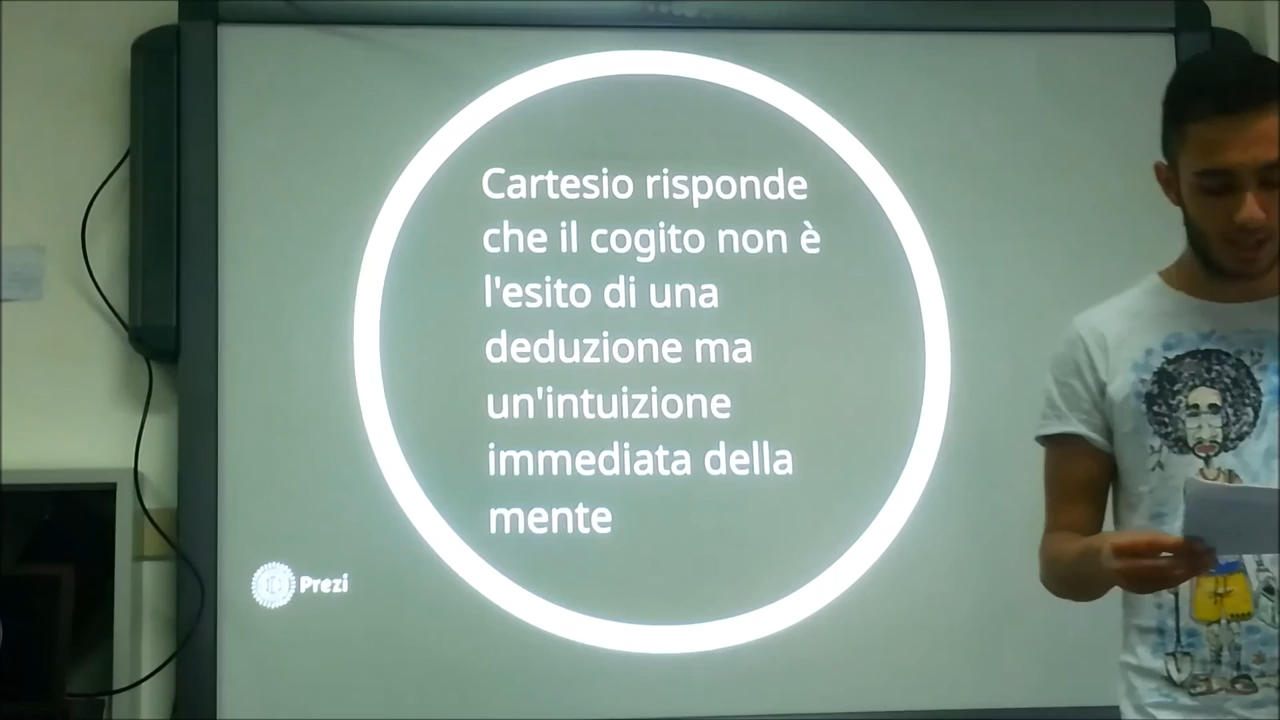 Cartesio risponde
che il cogito non è
l'esito di una
deduzione ma
un'intuizione
immediata della
mente
Prezi